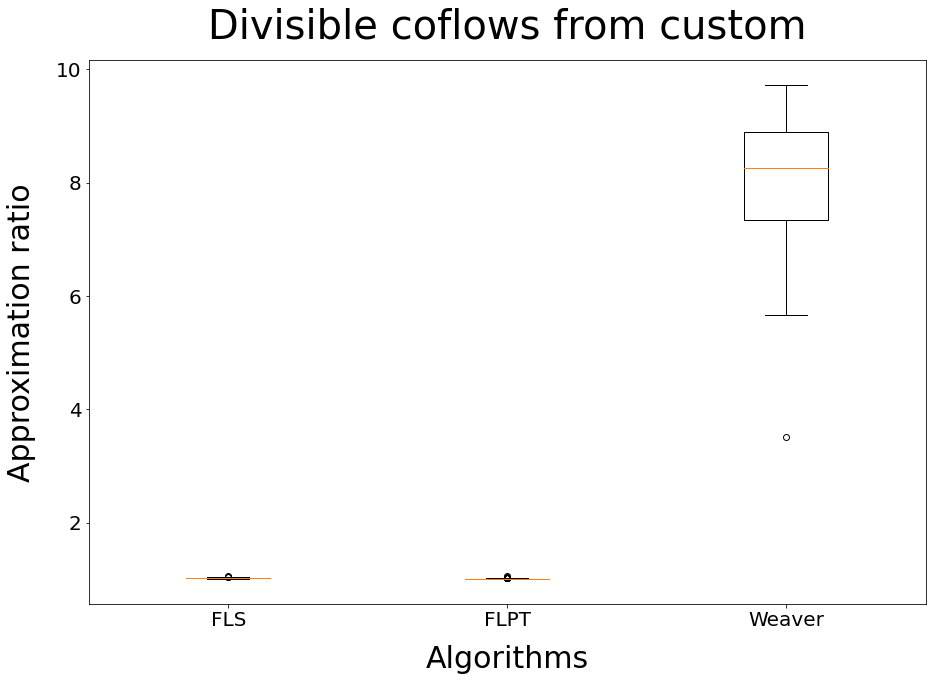 Divisible coflows from custom
Approximation ratio
10
8
6
4
2
FLS
FLPT
Weaver
Algorithms